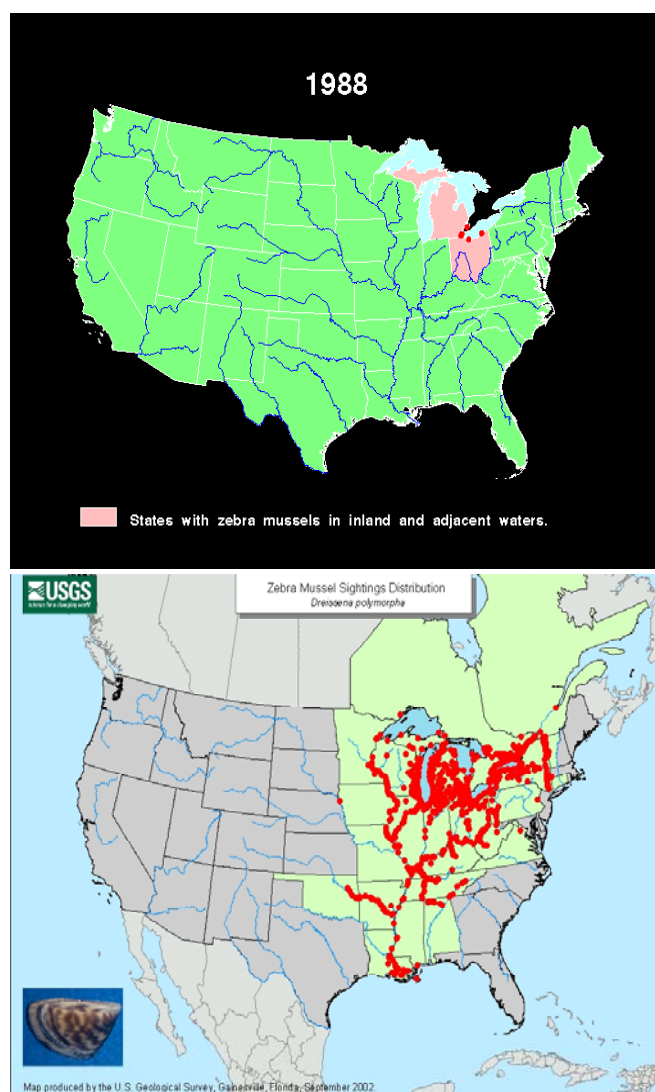 1988
States with zebra mussels in inland and adjacent waters.
USGS
science for a changing world
Zebra Mussel Sightings Distribution
Dreissena polymorpha
Map produced by the U.S. Geological Survey, Gainesville, Florida, September 2002.